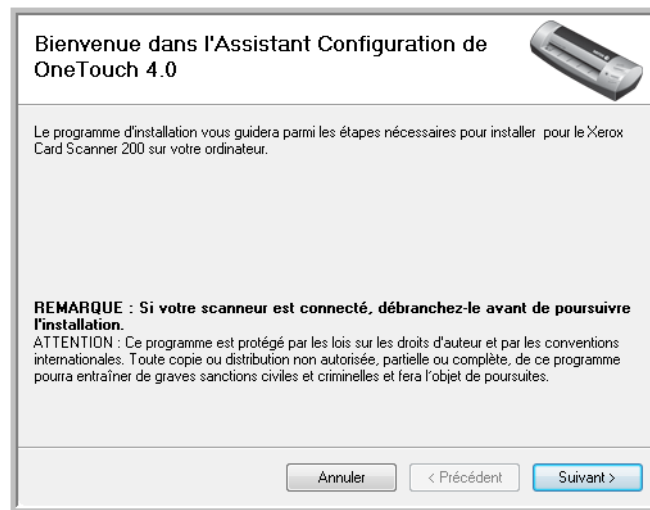 Bienvenue dans l'Assistant Configuration de
OneTouch 4.0
Le programme d'installation vous guidera parmi les étapes nécessaires pour installer  pour le Xerox
Card Scanner 200 sur votre ordinateur.
REMARQUE : Si votre scanneur est connecté, débranchez-le avant de poursuivre
l'installation.
ATTENTION : Ce programme est protégé par les lois sur les droits d'auteur et par les conventions
internationales. Toute copie ou distribution non autorisée, partielle ou complète, de ce programme
pourra entraîner de graves sanctions civiles et criminelles et fera l'objet de poursuites.
Annuler
< Précédent
Suivant >